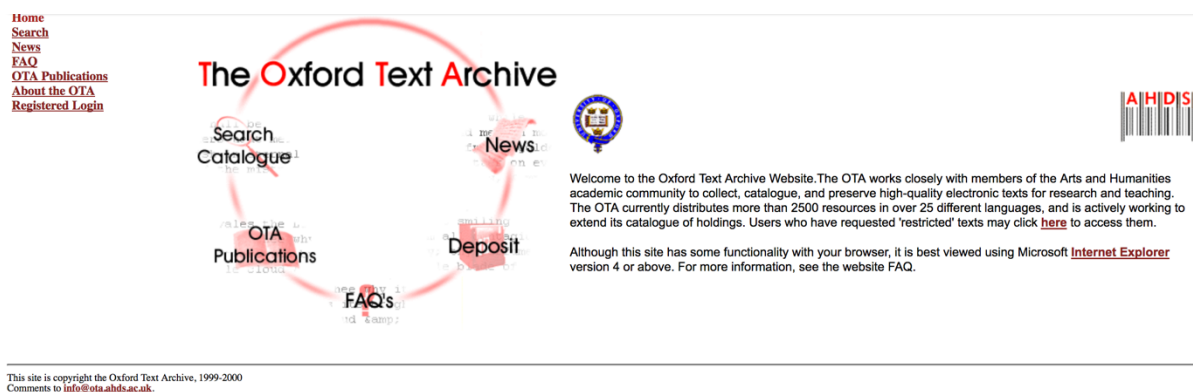 Home
Search
News
FAQ
OTA Publications
About the OTA
Registered Login
The Oxford Text Archive
Search
Catalogue
News
OTA
Publications
Deposit
FAQ's
AHDS
Welcome to the Oxford Text Archive Website.The OTA works closely with members of the Arts and Humanities
academic community to collect, catalogue, and preserve high-quality electronic texts for research and teaching.
The OTA currently distributes more than 2500 resources in over 25 different languages, and is actively working to
extend its catalogue of holdings. Users who have requested 'restricted' texts may click here to access them.
Although this site has some functionality with your browser, it is best viewed using Microsoft Internet Explorer
version 4 or above. For more information, see the website FAQ.
This site is copyright the Oxford Text Archive, 1999-2000
Comments to info@ota.ahds.ac.uk.